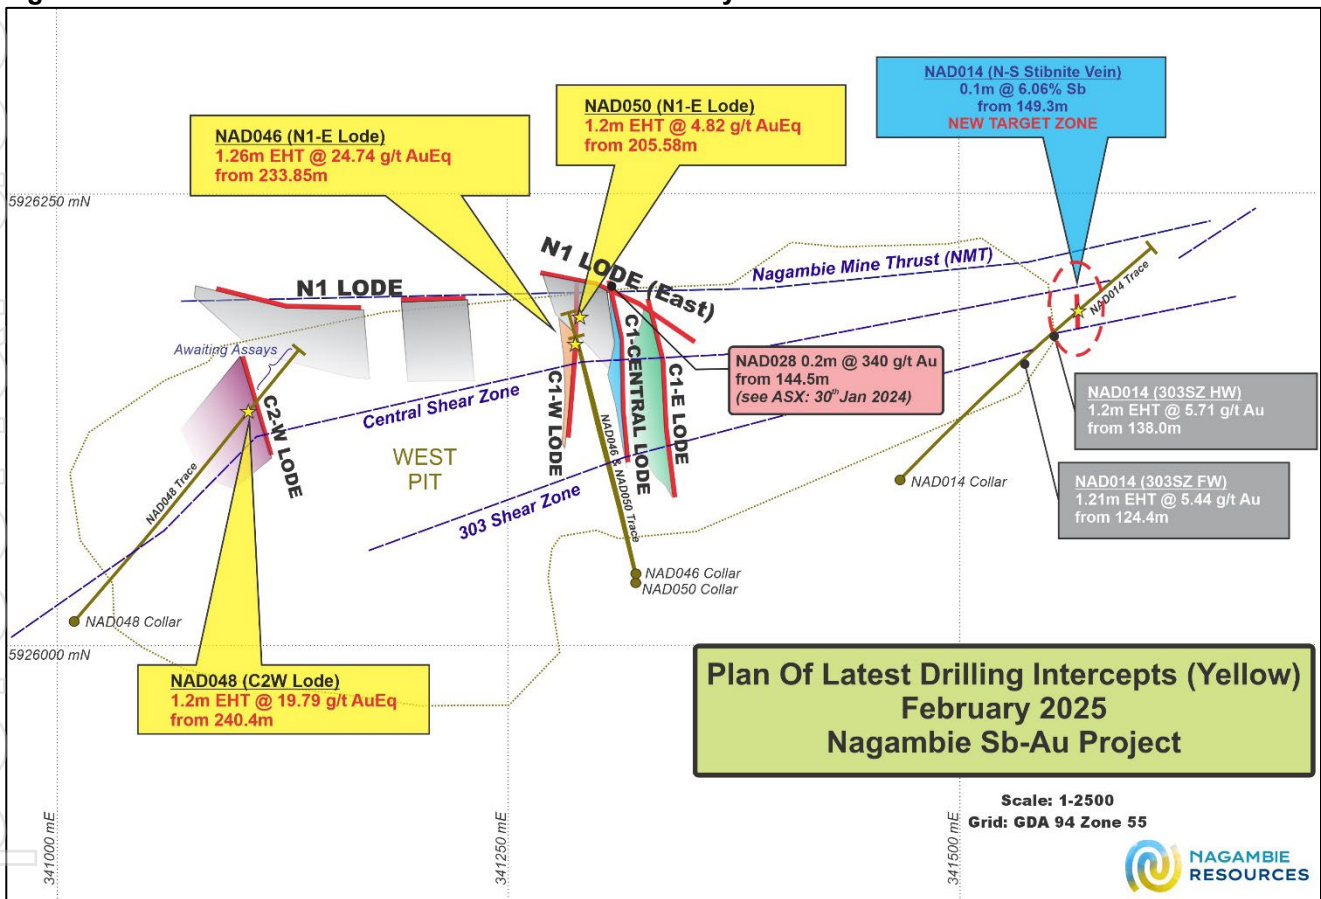 NAD014 (N-S Stibnite Vein)
0.1m @ 6.06% Sb
from 149.3m
NEW TARGET ZONE
NAD050 (N1-E Lode)
1.2m EHT @ 4.82 g/t AuEq
from 205.58m
NAD046 (N1-E Lode)
1.26m EHT @ 24.74 g/t AuEq
from 233.85m
5926250 mN
N1 LODE (East)
Nagambie Mine Thrust (NMT)
NAD014 Trace
N1 LODE
Awaiting Assays
C2-W LODE
NAD048 Trace
Central Shear Zone
WEST
PIT
303 Shear Zone
C1-W LODE
C1-CENTRAL LODE
C1-E LODE
NAD046 & NAD050 Trace
NAD028 0.2m @ 340 g/t Au
from 144.5m
(see ASX: 30th Jan 2024)
NAD014 (303SZ HW)
1.2m EHT @ 5.71 g/t Au
from 138.0m
NAD014 Collar
NAD014 (303SZ FW)
1.21m EHT @ 5.44 g/t Au
from 124.4m
NAD046 Collar
NAD050 Collar
NAD048 Collar
5926000 mN
NAD048 (C2W Lode)
1.2m EHT @ 19.79 g/t AuEq
from 240.4m
Plan Of Latest Drilling Intercepts (Yellow)
February 2025
Nagambie Sb-Au Project
Scale: 1-2500
Grid: GDA 94 Zone 55
341000 mE
341250 mE
341500 mE
NAGAMBIE
RESOURCES